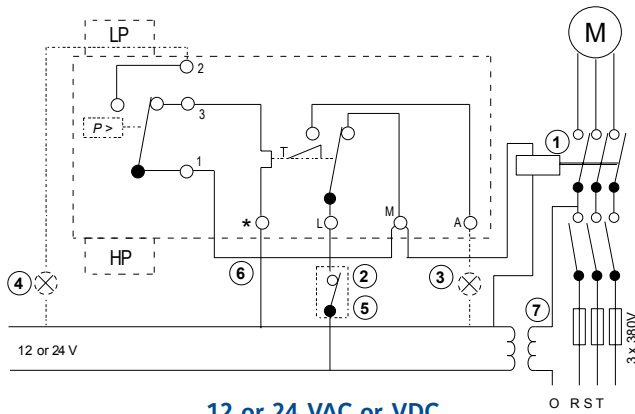 LP
M
2
3
P >
1
1
T
* L M A
HP
6
2
4
3
5
7
12 or 24 V
3 x 380V
O R S T
12 or 24 VAC or VDC